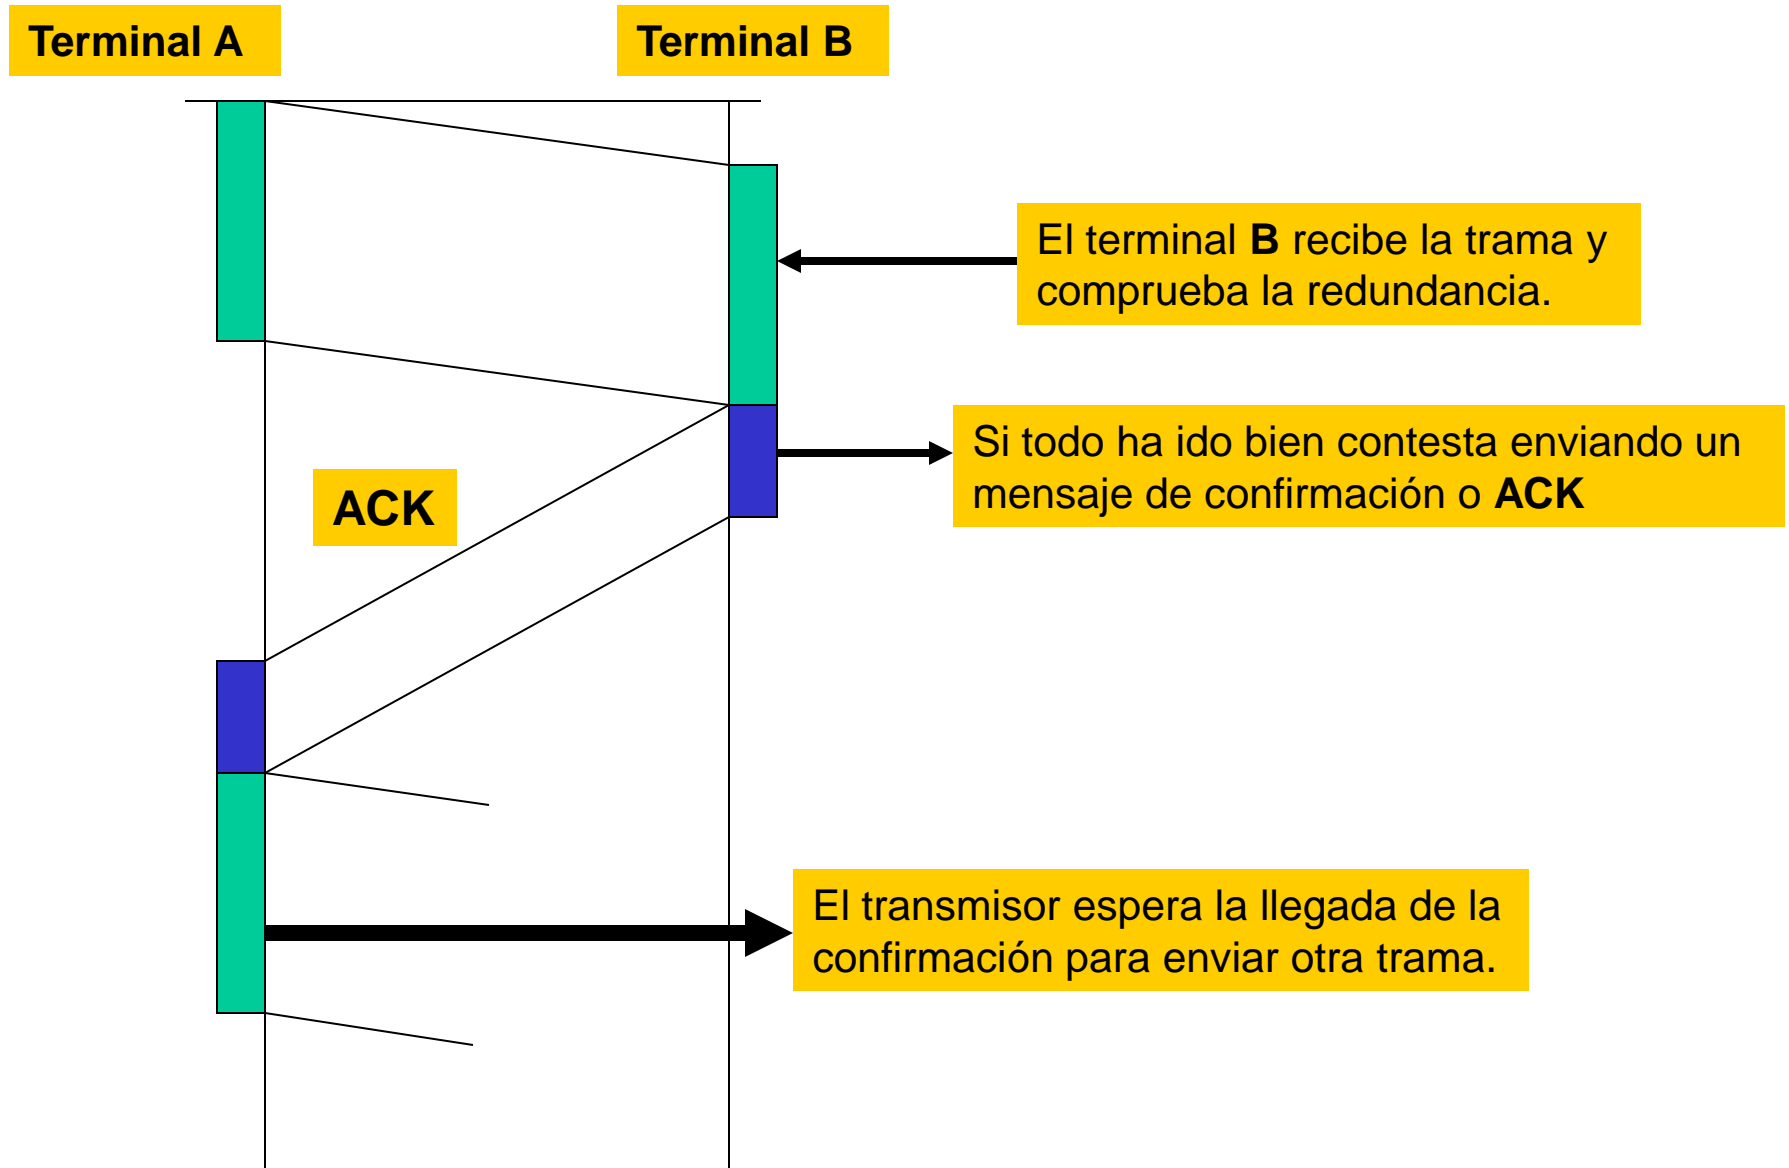 Terminal A
Terminal B
El terminal B recibe la trama y
comprueba la redundancia.
Si todo ha ido bien contesta enviando un
mensaje de confirmación o ACK
ACK
El transmisor espera la llegada de la
confirmación para enviar otra trama.